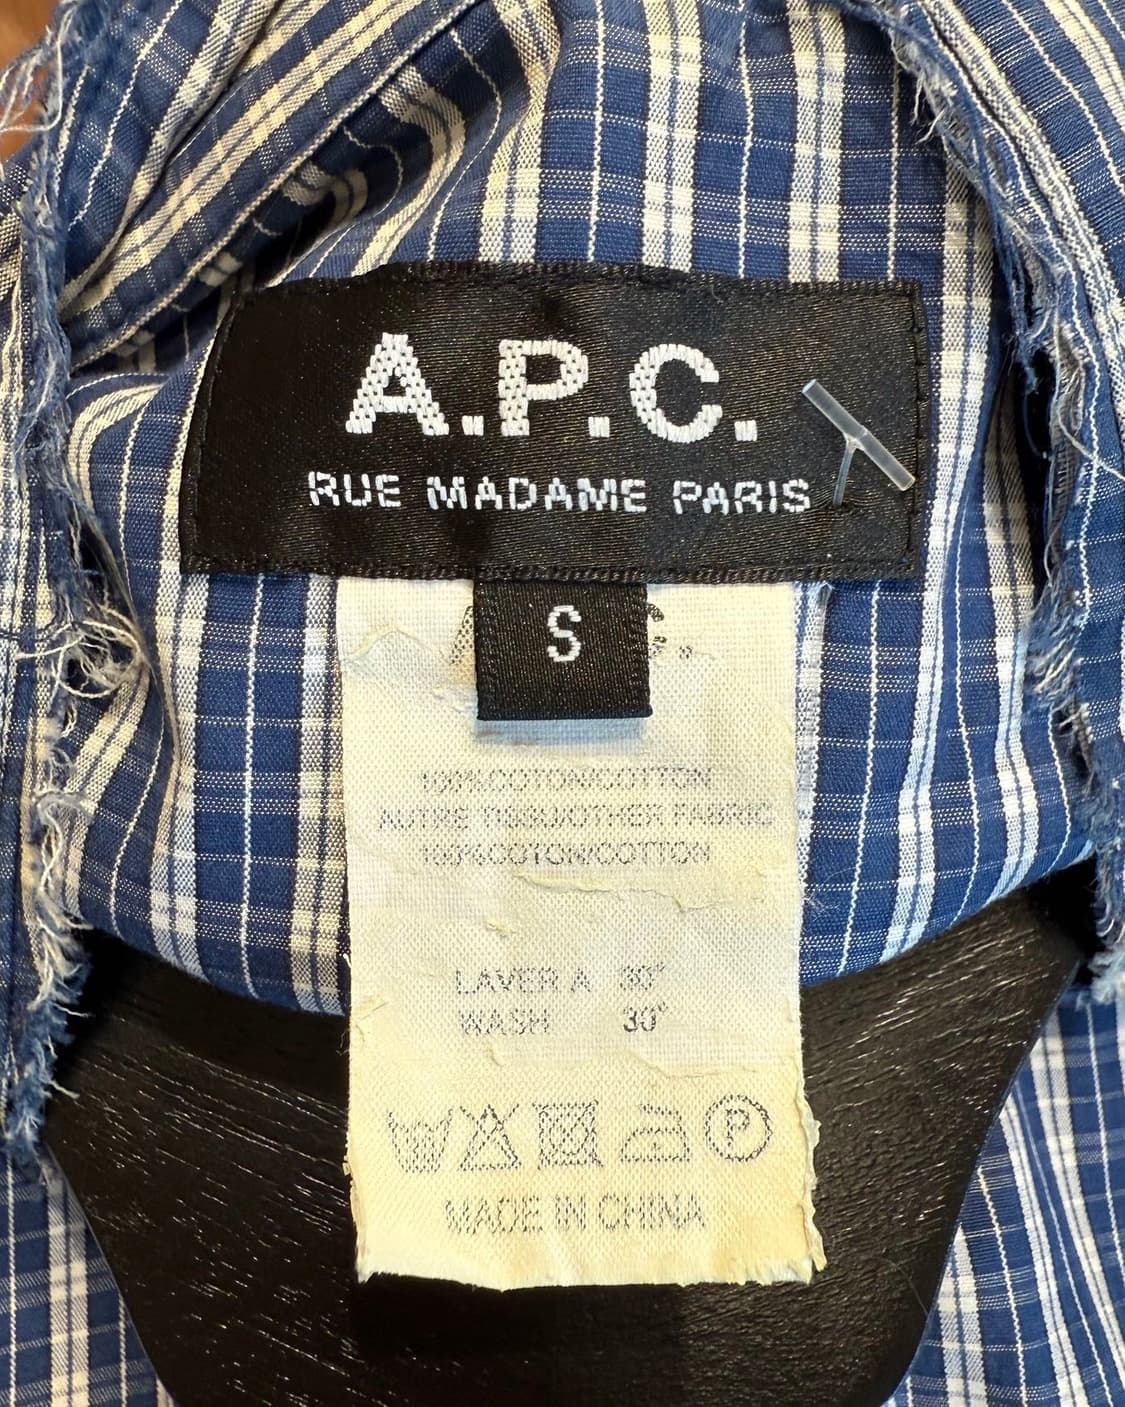 A.P.C.
RUE MADAME PARIS
S
100%COTON/COTTON
AUTRE TISSU/OTHER FABRIC
100%COTON/COTTON
LAVER A 30°
WASH 30°
P
MADE IN CHINA